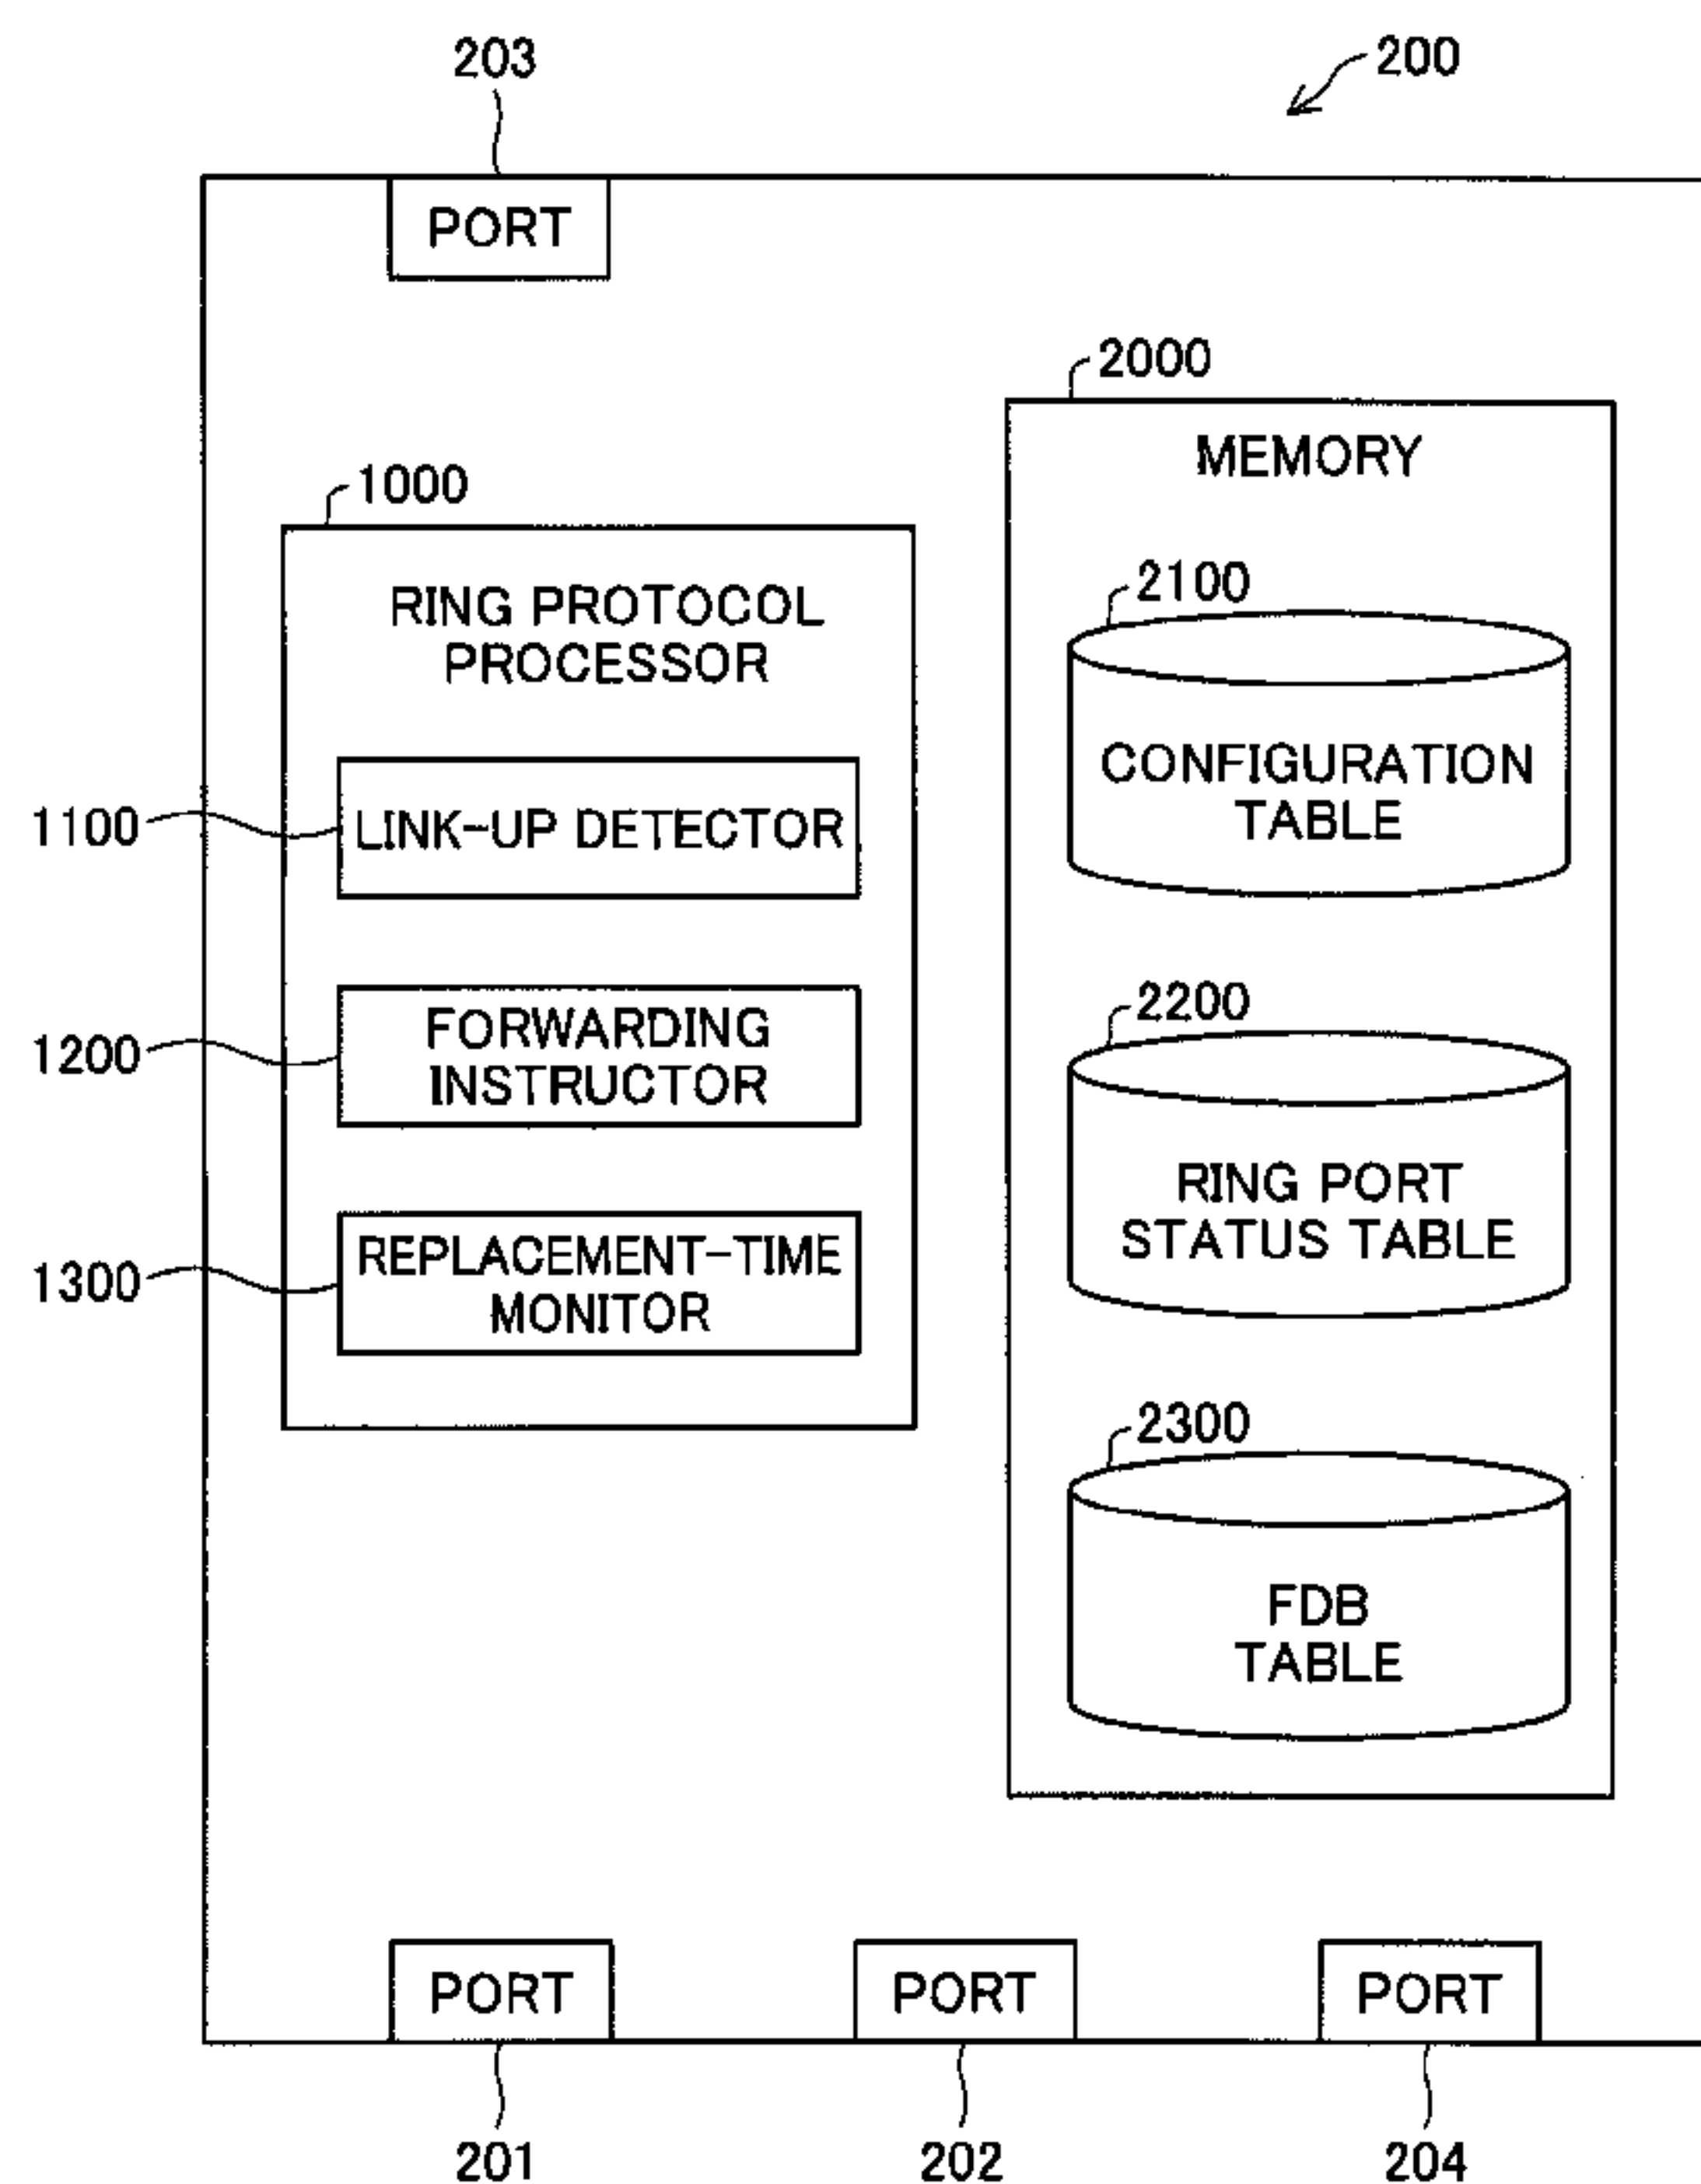 203
200
PORT
2000
MEMORY
1000
RING PROTOCOL
PROCESSOR
2100
CONFIGURATION
TABLE
1100
LINK-UP DETECTOR
2200
1200
FORWARDING
INSTRUCTOR
RING PORT
STATUS TABLE
1300
REPLACEMENT-TIME
MONITOR
2300
FDB
TABLE
PORT
PORT
PORT
201
202
204